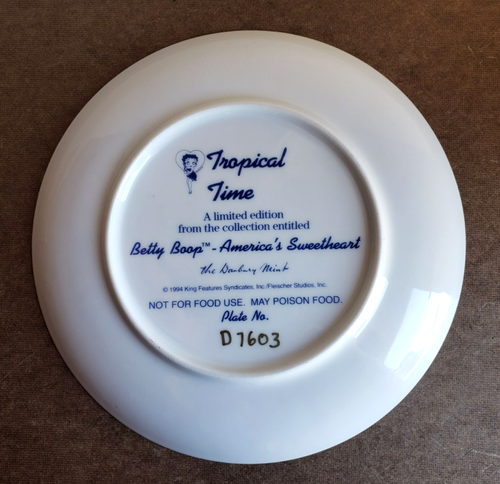 Tropical
Time
A limited edition
from the collection entitled
Betty Boop™ - America's Sweetheart
The Danbury Mint
© 1994 King Features Syndicates, Inc./Fleischer Studios, Inc.
NOT FOR FOOD USE. MAY POISON FOOD.
Plate No.
D7603